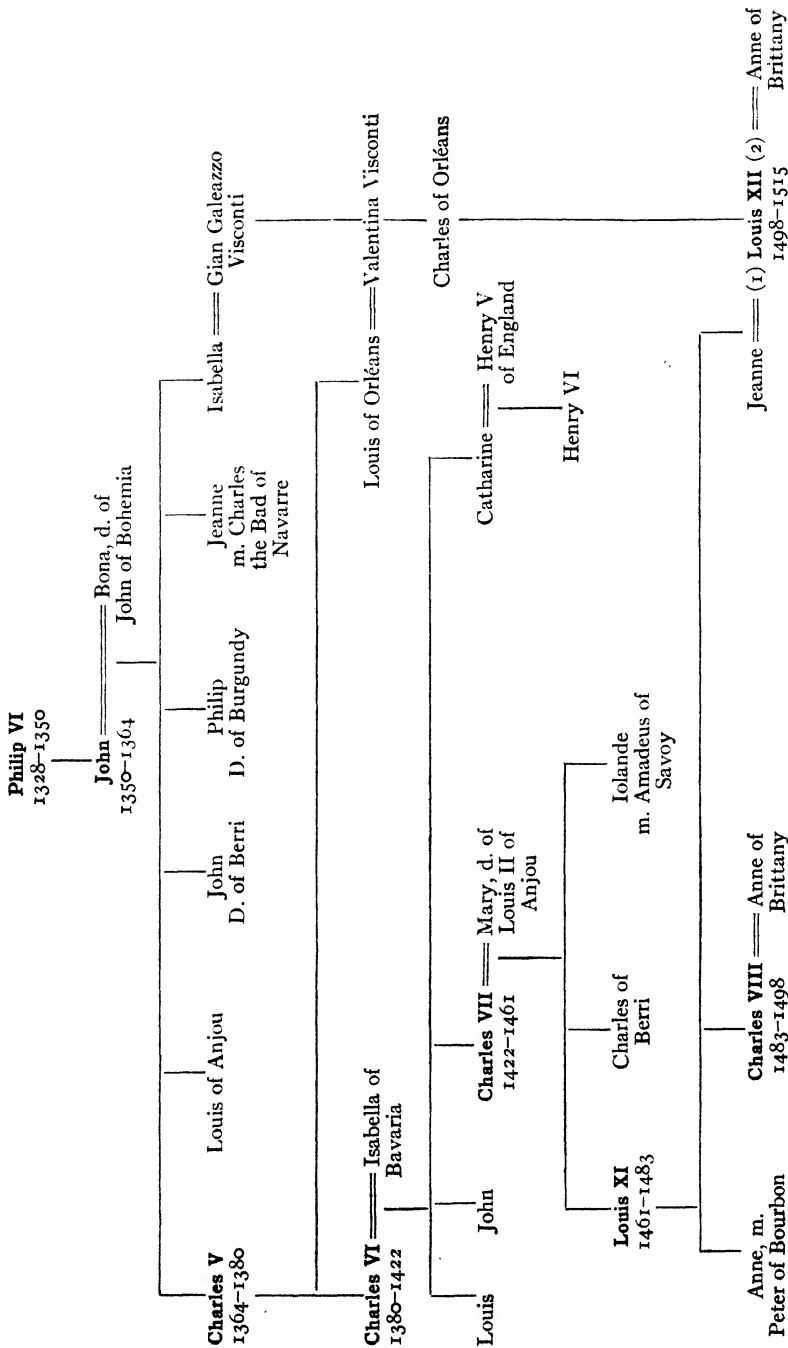 Philip VI
1328–1350
John ═ Bona, d. of
1350–1364 John of Bohemia
Charles V
1364–1380
Louis of Anjou
John
D. of Berri
Philip
D. of Burgundy
Jeanne
m. Charles
the Bad of
Navarre
Isabella ═ Gian Galeazzo
Visconti
Charles VI ═ Isabella of
1380–1422 Bavaria
Louis of Orléans ═ Valentina Visconti
Louis
John
Charles VII ═ Mary, d. of
1422–1461 Louis II of
Anjou
Catharine ═ Henry V
of England
Henry VI
Charles of Orléans
Louis XI
1461–1483
Charles of
Berri
Iolande
m. Amadeus of
Savoy
Anne, m.
Peter of Bourbon
Charles VIII ═ Anne of
1483–1498 Brittany
Jeanne ═ (1) Louis XII (2) ═ Anne of
1498–1515 Brittany